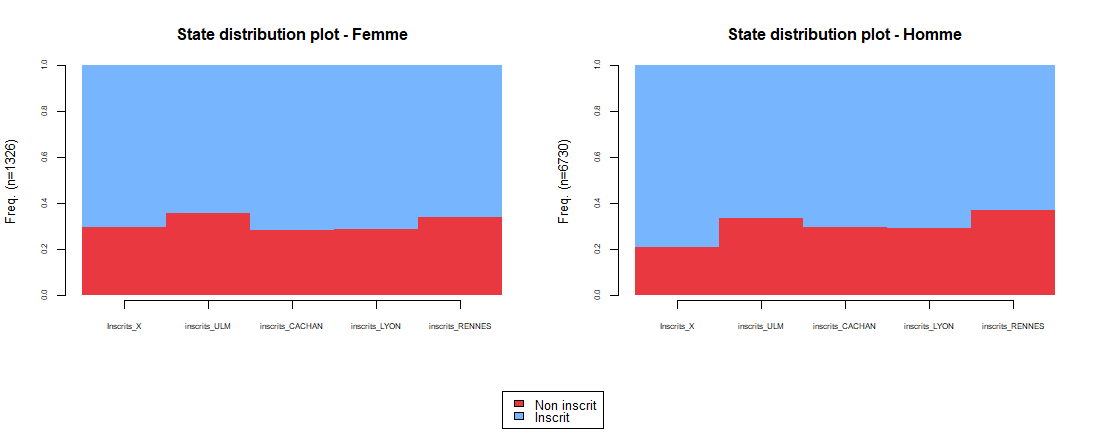 State distribution plot - Femme
Freq. (n=1326)
1.0
0.8
0.6
0.4
0.2
0.0
Inscrits_X inscrits_ULM inscrits_CACHAN inscrits_LYON inscrits_RENNES
State distribution plot - Homme
Freq. (n=6730)
1.0
0.8
0.6
0.4
0.2
0.0
Inscrits_X inscrits_ULM inscrits_CACHAN inscrits_LYON inscrits_RENNES
Non inscrit
Inscrit